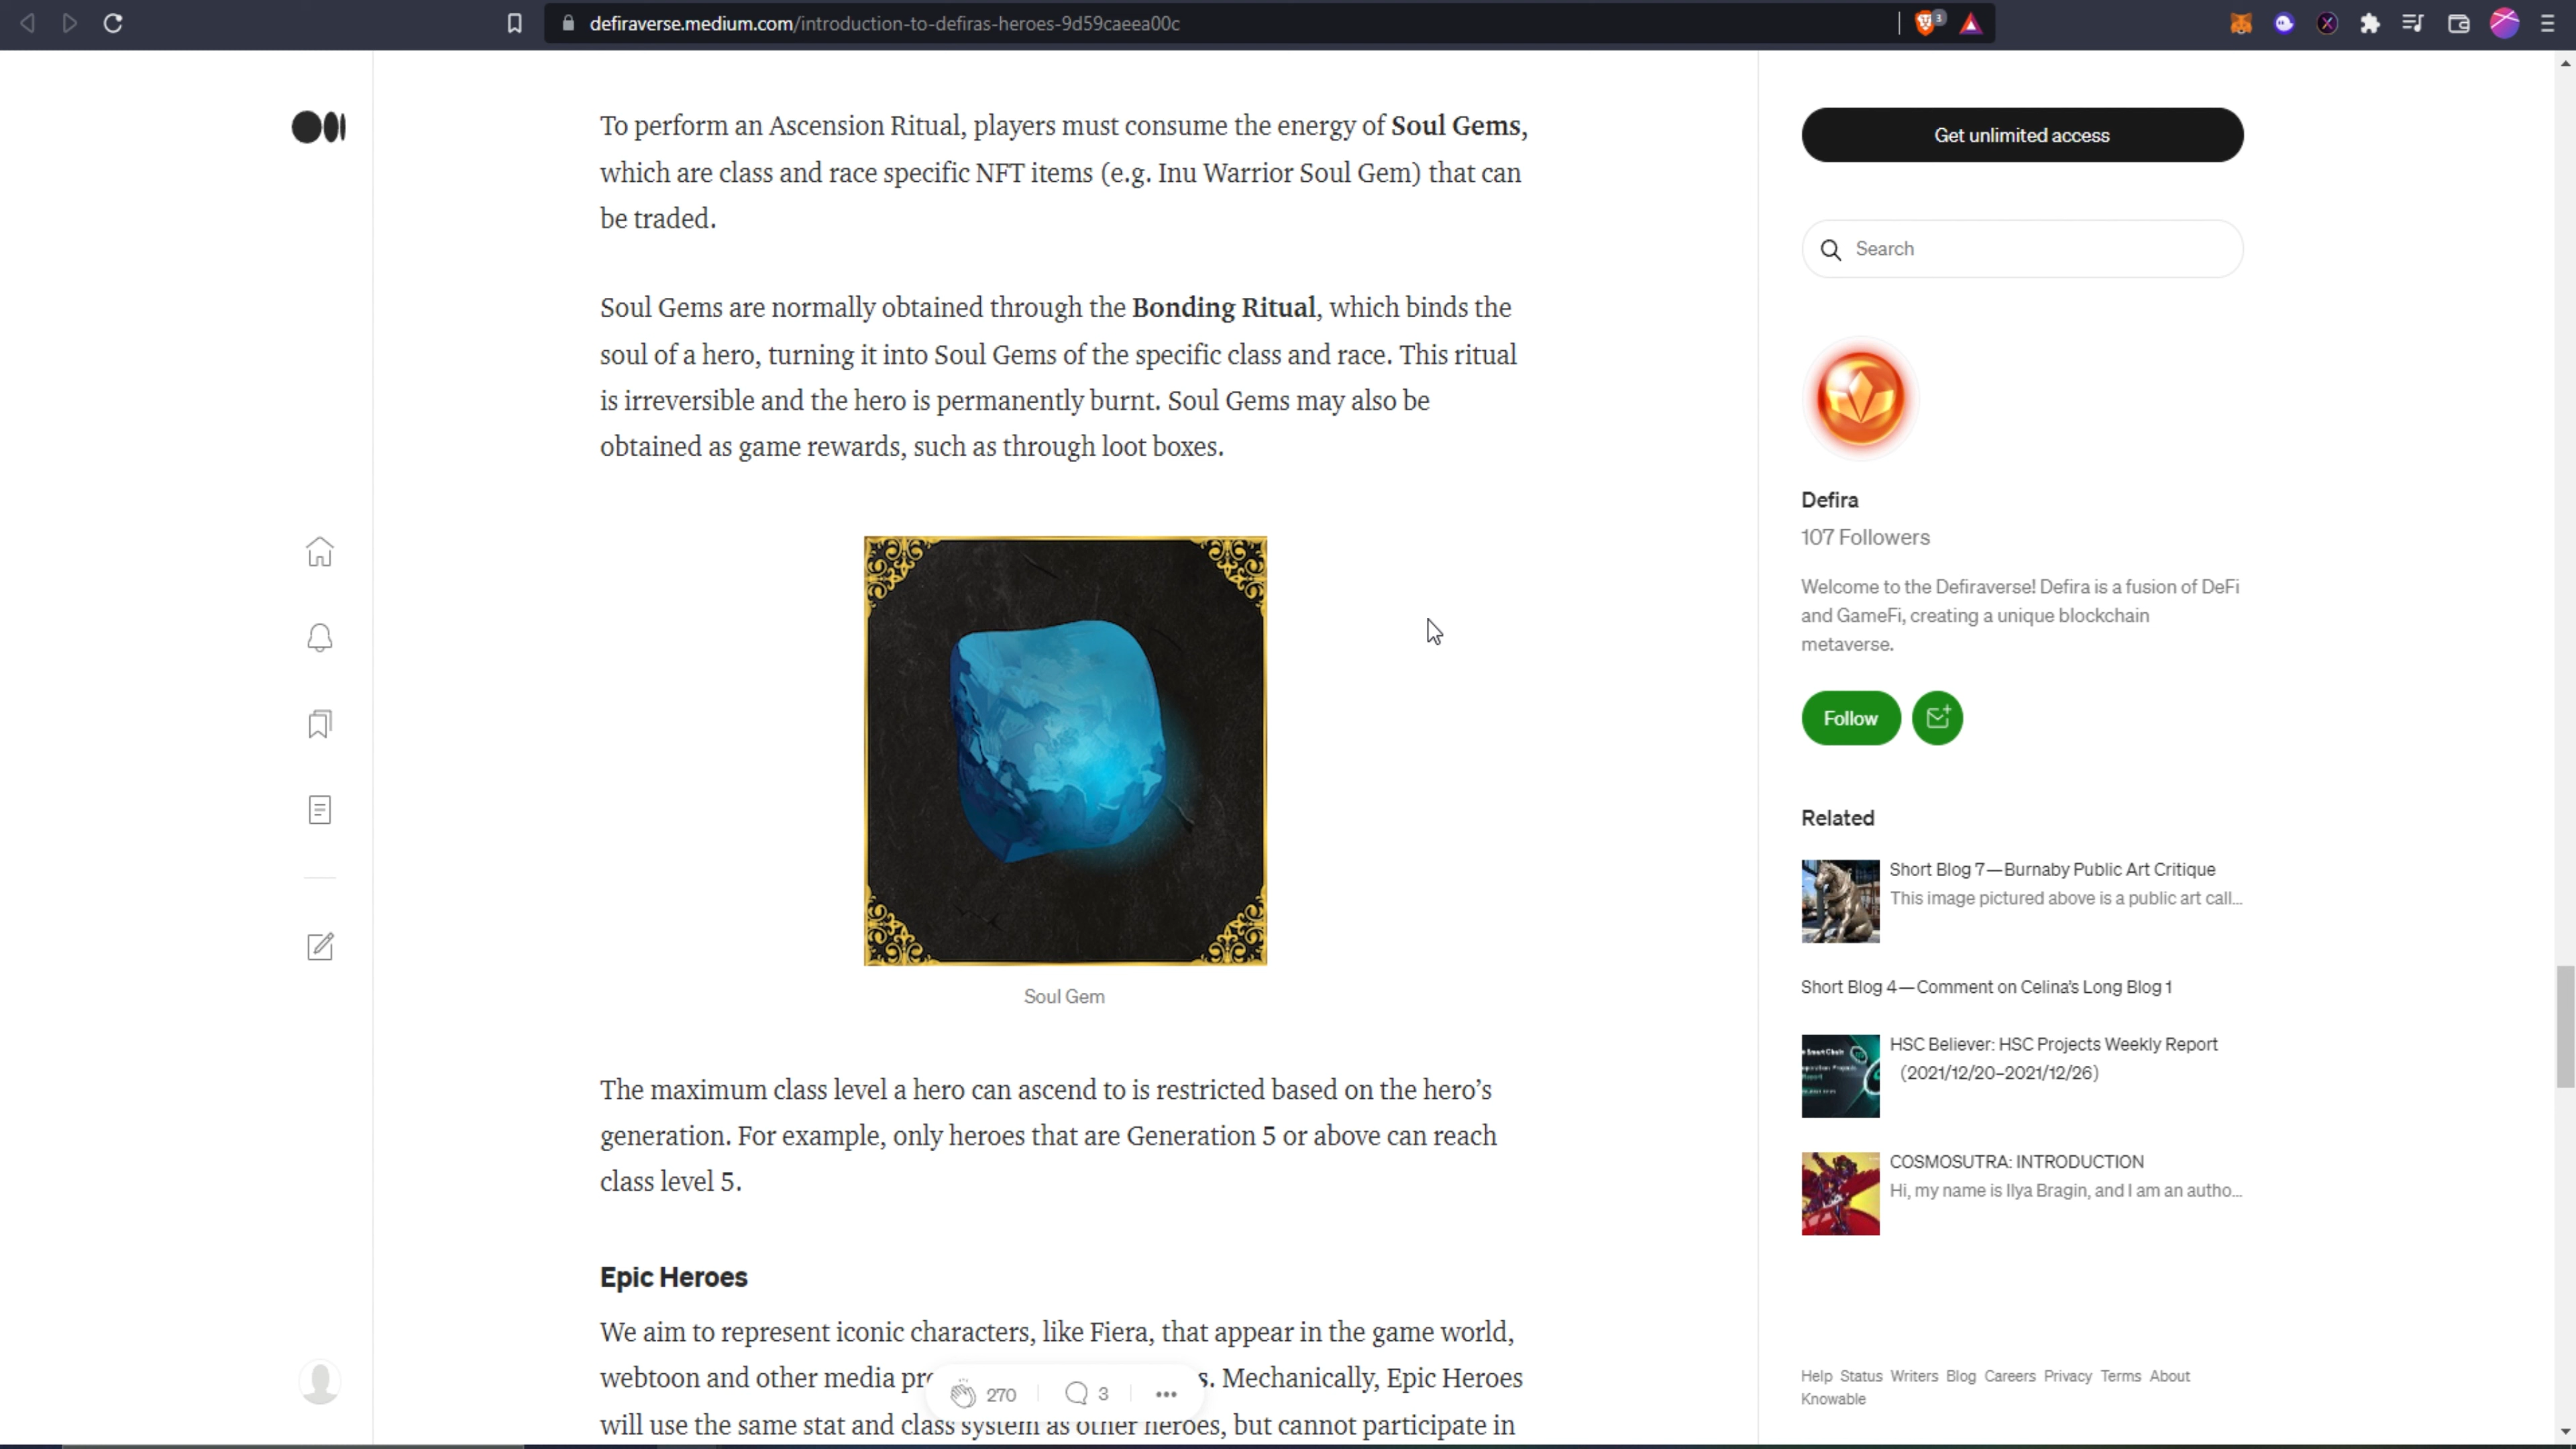 defiraverse.medium.com/introduction-to-defiras-heroes-9d59caeea00c
3
To perform an Ascension Ritual, players must consume the energy of Soul Gems,
which are class and race specific NFT items (e.g. Inu Warrior Soul Gem) that can
be traded.
Soul Gems are normally obtained through the Bonding Ritual, which binds the
soul of a hero, turning it into Soul Gems of the specific class and race. This ritual
is irreversible and the hero is permanently burnt. Soul Gems may also be
obtained as game rewards, such as through loot boxes.
Soul Gem
The maximum class level a hero can ascend to is restricted based on the hero’s
generation. For example, only heroes that are Generation 5 or above can reach
class level 5.
Epic Heroes
We aim to represent iconic characters, like Fiera, that appear in the game world,
webtoon and other media s. Mechanically, Epic Heroes
will use the same stat and class system as other heroes, but cannot participate in
270
3
Get unlimited access
Search
Defira
107 Followers
Welcome to the Defiraverse! Defira is a fusion of DeFi
and GameFi, creating a unique blockchain
metaverse.
Follow
Related
Short Blog 7—Burnaby Public Art Critique
This image pictured above is a public art call...
Short Blog 4—Comment on Celina’s Long Blog 1
HSC Believer: HSC Projects Weekly Report
(2021/12/20–2021/12/26)
COSMOSUTRA: INTRODUCTION
Hi, my name is Ilya Bragin, and I am an autho...
Help Status Writers Blog Careers Privacy Terms About
Knowable